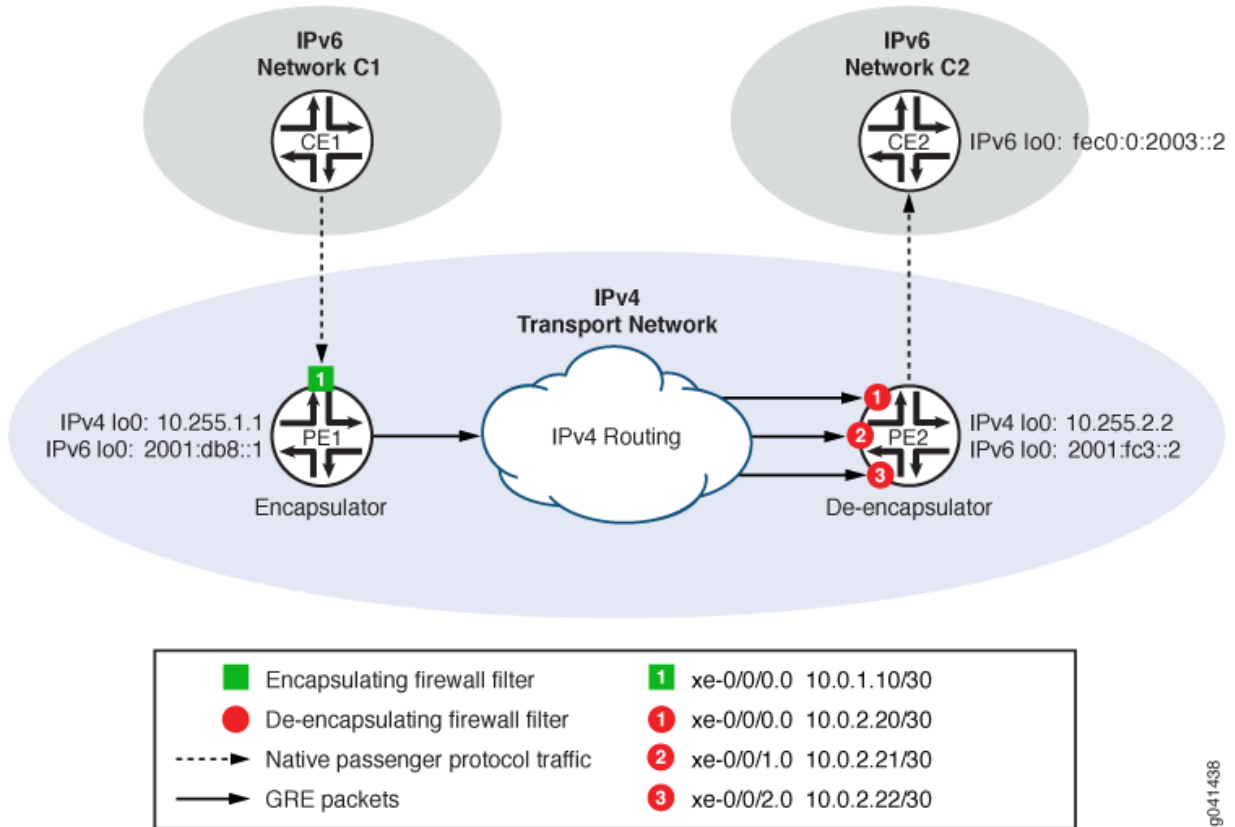 IPv6
Network C1
CE1
IPv6
Network C2
CE2
IPv6 lo0: fec0:0:2003::2
IPv4
Transport Network
1
IPv4 lo0: 10.255.1.1
IPv6 lo0: 2001:db8::1
PE1
Encapsulator
IPv4 Routing
1
2
3
PE2
IPv4 lo0: 10.255.2.2
IPv6 lo0: 2001:fc3::2
De-encapsulator
Encapsulating firewall filter
De-encapsulating firewall filter
Native passenger protocol traffic
GRE packets
1 xe-0/0/0.0 10.0.1.10/30
1 xe-0/0/0.0 10.0.2.20/30
2 xe-0/0/1.0 10.0.2.21/30
3 xe-0/0/2.0 10.0.2.22/30
g041438